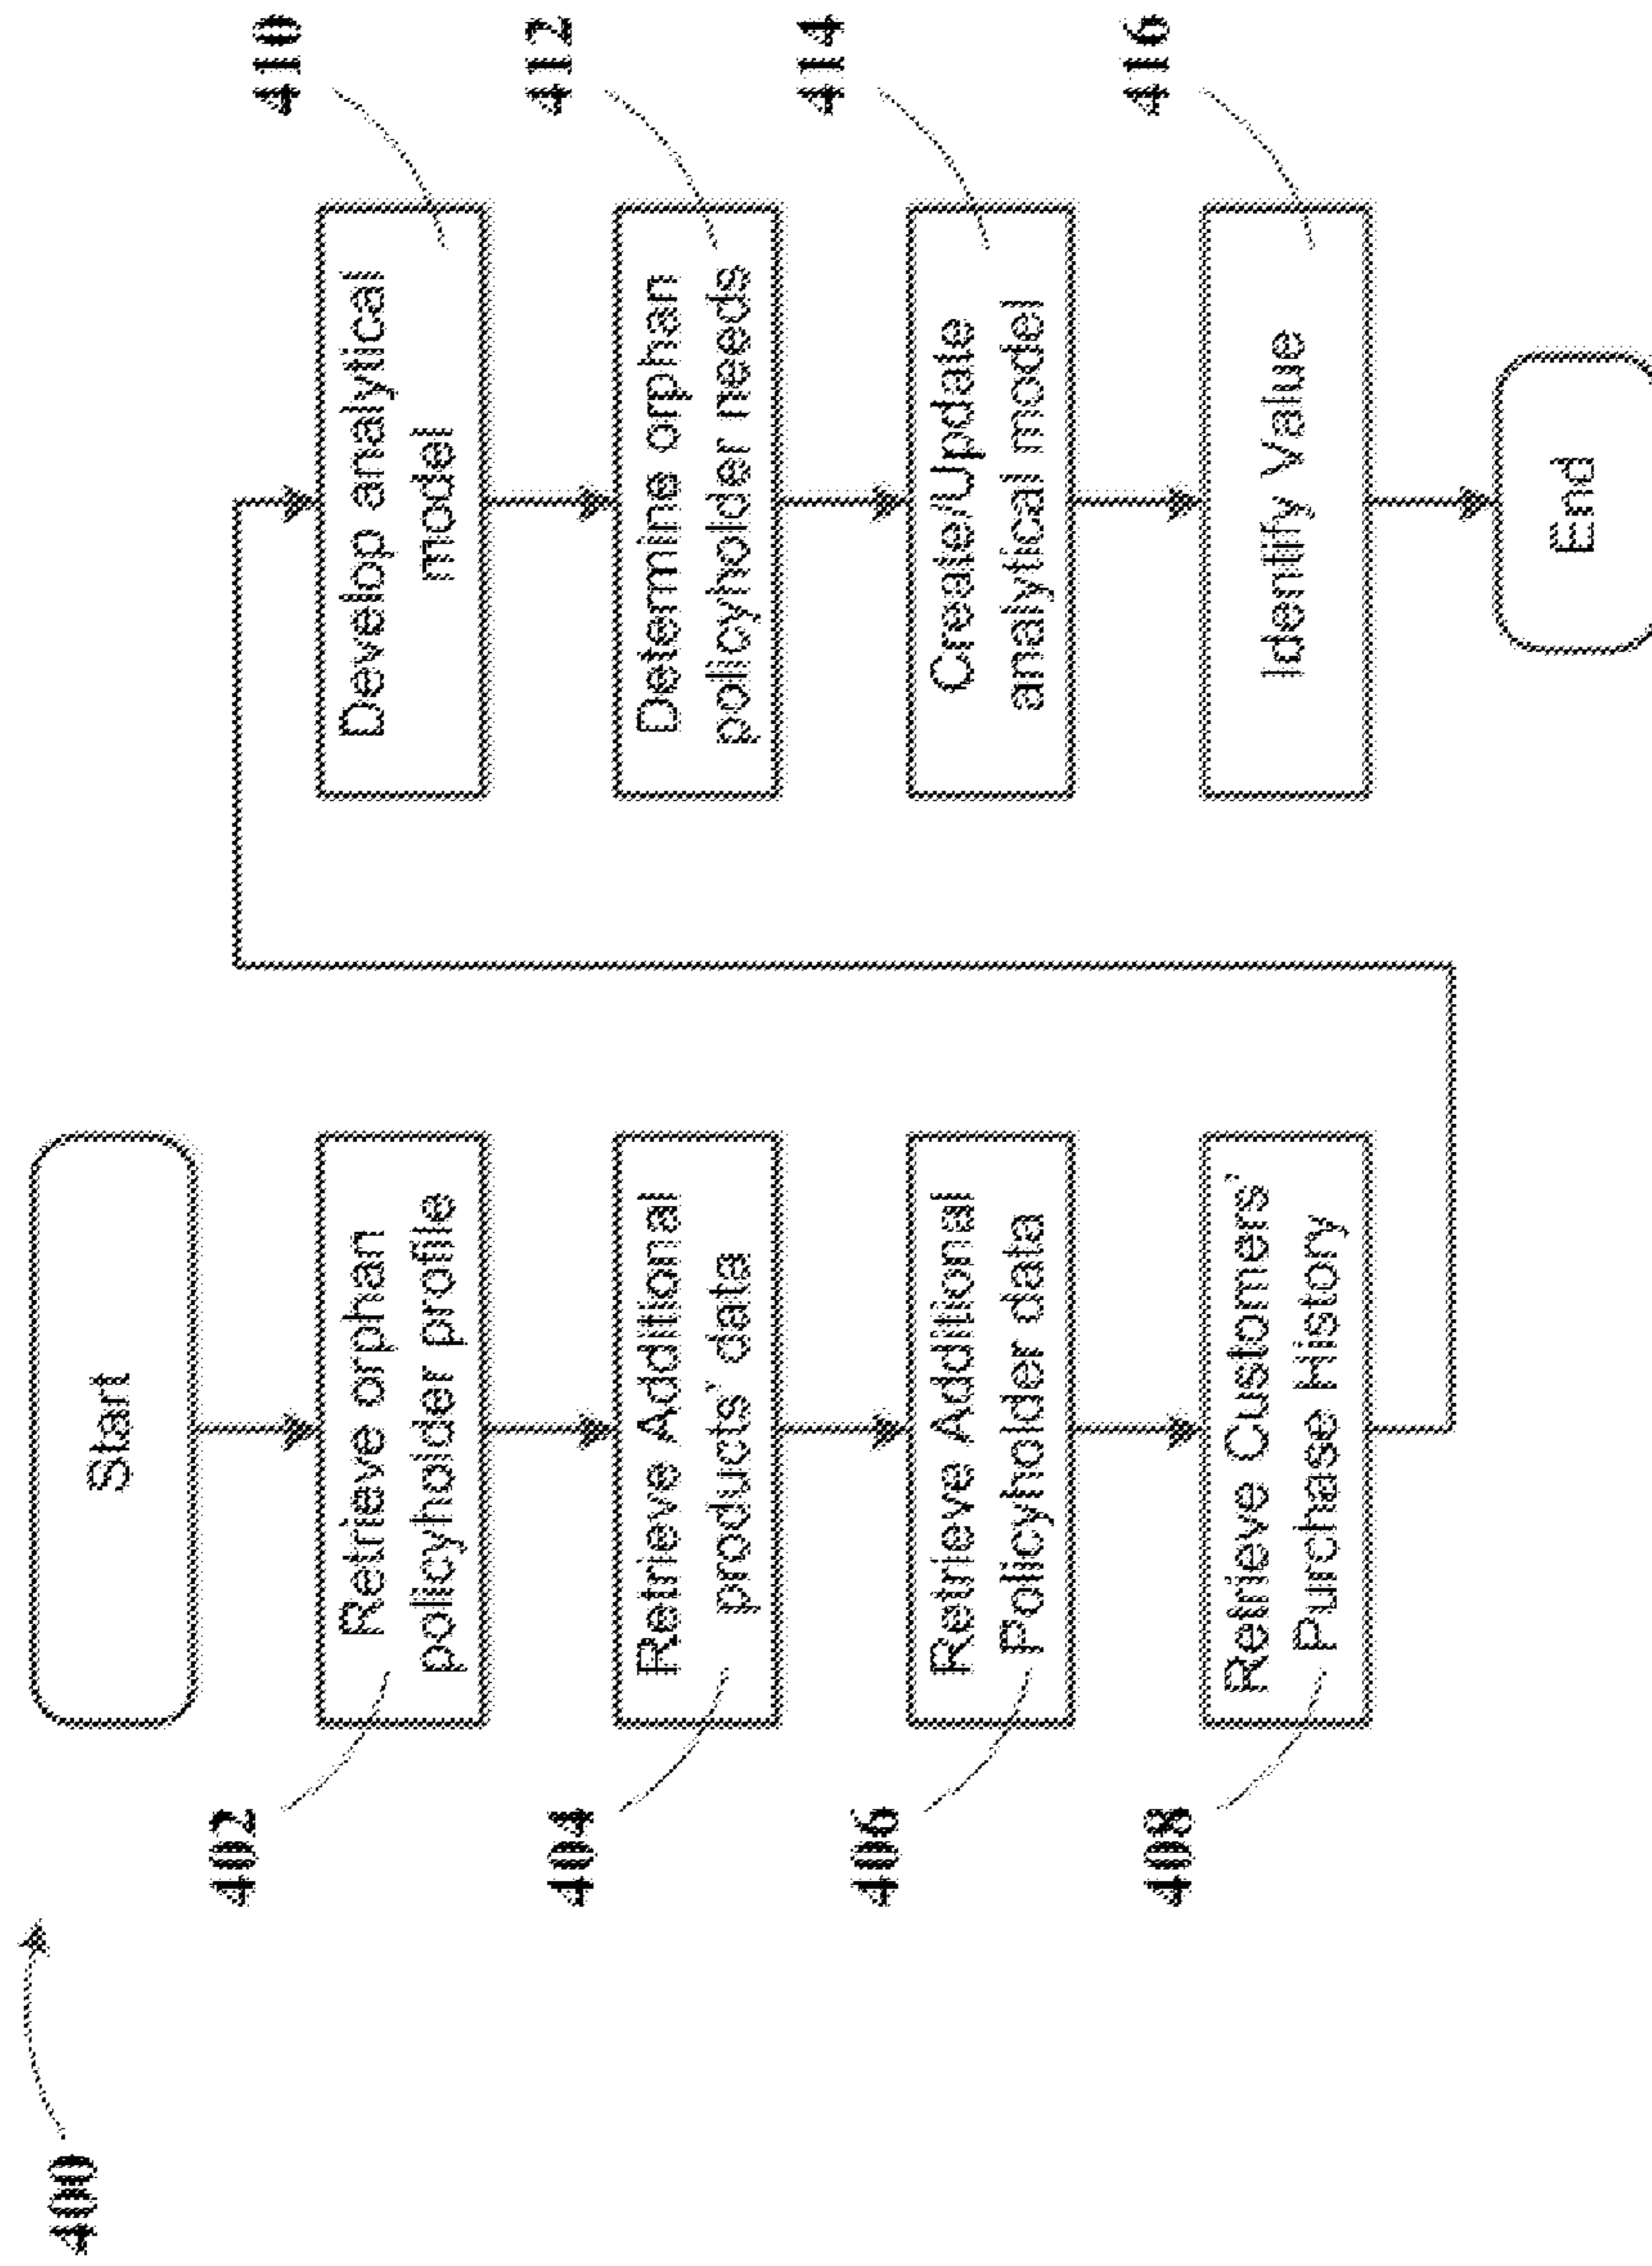 400
Start
402
Retrieve orphan
policyholder profile
404
Retrieve Additional
products' data
406
Retrieve Additional
Policyholder data
408
Retrieve Customers'
Purchase History
410
Develop analytical
model
412
Determine orphan
policyholder needs
414
Create/Update
analytical model
416
Identify Value
End